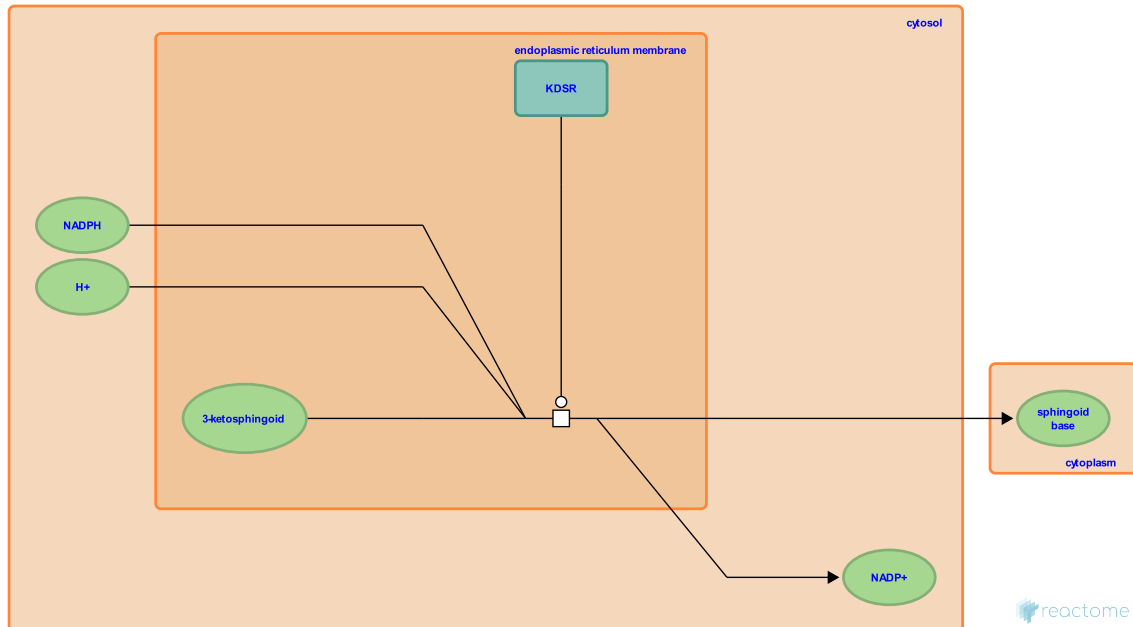 cytosol
endoplasmic reticulum membrane
KDSR
NADPH
H+
3-ketosphingoid
sphingoid
base
cytoplasm
NADP+
reactome